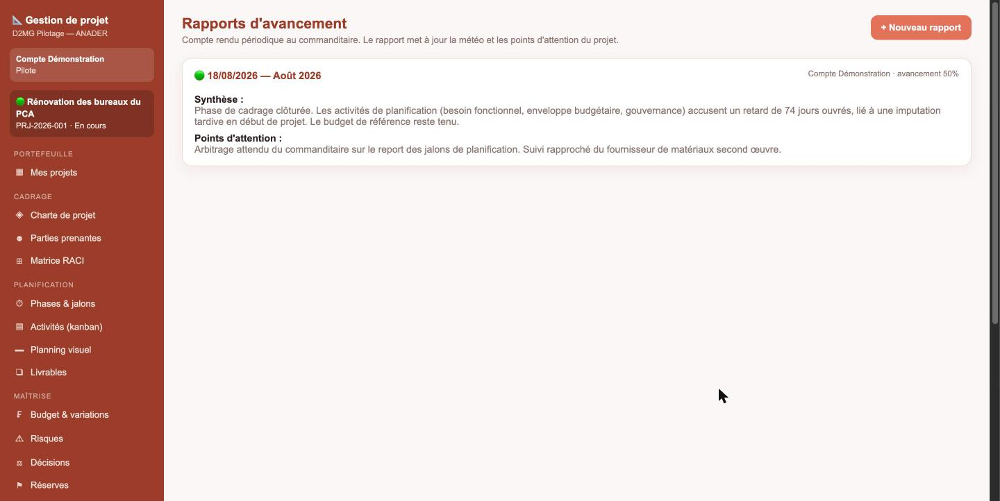 Gestion de projet
D2MG Pilotage — ANADER
Compte Démonstration
Pilote
Rénovation des bureaux du
PCA
PRJ-2026-001 · En cours
PORTEFEUILLE
Mes projets
CADRAGE
Charte de projet
Parties prenantes
Matrice RACI
PLANIFICATION
Phases & jalons
Activités (kanban)
Planning visuel
Livrables
MAÎTRISE
Budget & variations
Risques
Décisions
Réserves
Rapports d'avancement
Compte rendu périodique au commanditaire. Le rapport met à jour la météo et les points d'attention du projet.
+ Nouveau rapport
18/08/2026 — Août 2026
Compte Démonstration · avancement 50%
Synthèse :
Phase de cadrage clôturée. Les activités de planification (besoin fonctionnel, enveloppe budgétaire, gouvernance) accusent un retard de 74 jours ouvrés, lié à une imputation
tardive en début de projet. Le budget de référence reste tenu.
Points d'attention :
Arbitrage attendu du commanditaire sur le report des jalons de planification. Suivi rapproché du fournisseur de matériaux second œuvre.